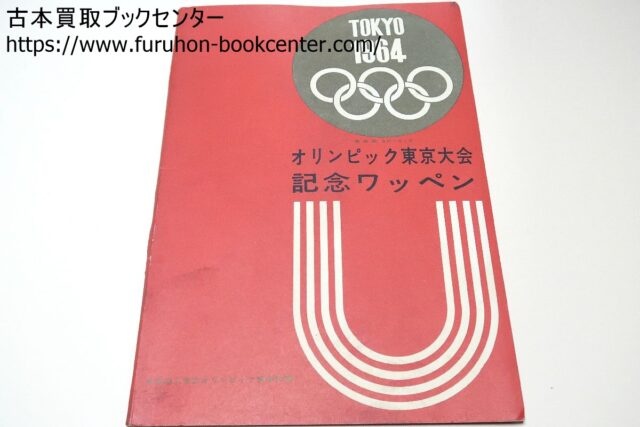 古本買取ブックセンター
https://www.furuhon-bookcenter.com/
TOKYO
1964
オリンピック東京大会
記念ワッペン